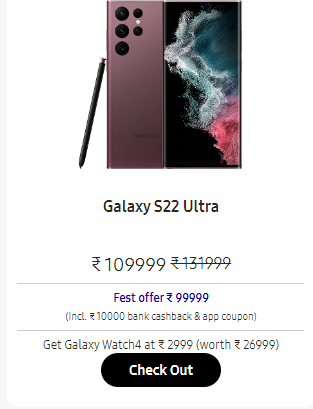 Galaxy S22 Ultra
₹ 109999 ₹ 131999
Fest offer ₹ 99999
(Incl. ₹10000 bank cashback & app coupon)
Get Galaxy Watch4 at ₹ 2999 (worth ₹ 26999)
Check Out